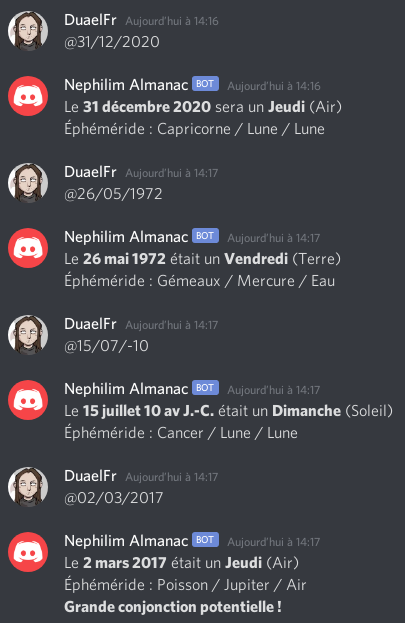 DuaelFr Aujourd'hui à 14:16
@31/12/2020
Nephilim Almanac BOT Aujourd'hui à 14:16
Le 31 décembre 2020 sera un Jeudi (Air)
Éphéméride : Capricorne / Lune / Lune
DuaelFr Aujourd'hui à 14:17
@26/05/1972
Nephilim Almanac BOT Aujourd'hui à 14:17
Le 26 mai 1972 était un Vendredi (Terre)
Éphéméride : Gémeaux / Mercure / Eau
DuaelFr Aujourd'hui à 14:17
@15/07/-10
Nephilim Almanac BOT Aujourd'hui à 14:17
Le 15 juillet 10 av J.-C. était un Dimanche (Soleil)
Éphéméride : Cancer / Lune / Lune
DuaelFr Aujourd'hui à 14:17
@02/03/2017
Nephilim Almanac BOT Aujourd'hui à 14:17
Le 2 mars 2017 était un Jeudi (Air)
Éphéméride : Poisson / Jupiter / Air
Grande conjonction potentielle !